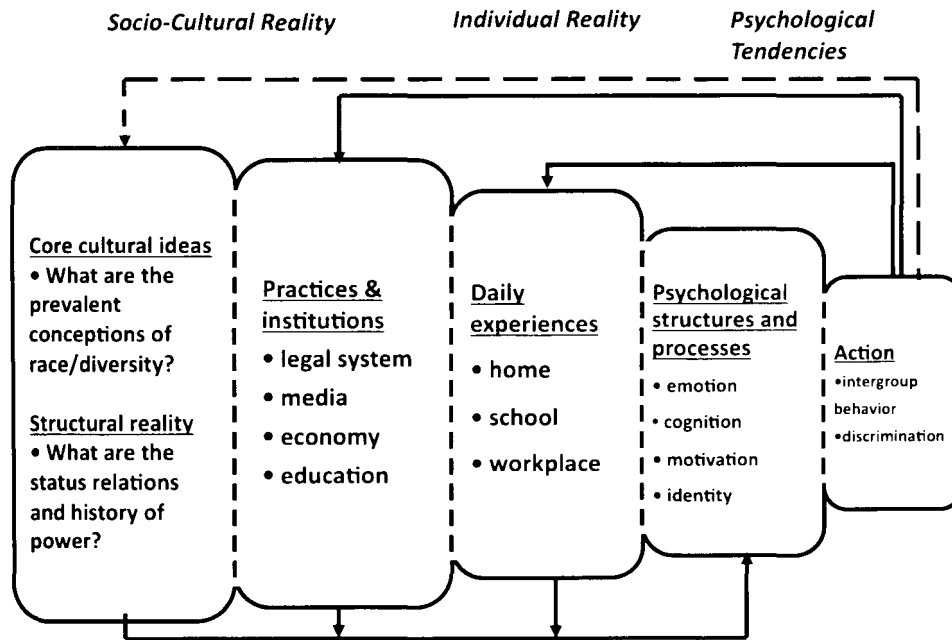 Socio-Cultural Reality
Individual Reality
Psychological
Tendencies
Core cultural ideas
• What are the
prevalent
conceptions of
race/diversity?
Structural reality
• What are the
status relations
and history of
power?
Practices &
institutions
• legal system
• media
• economy
• education
Daily
experiences
• home
• school
• workplace
Psychological
structures and
processes
• emotion
• cognition
• motivation
• identity
Action
•intergroup
behavior
•discrimination